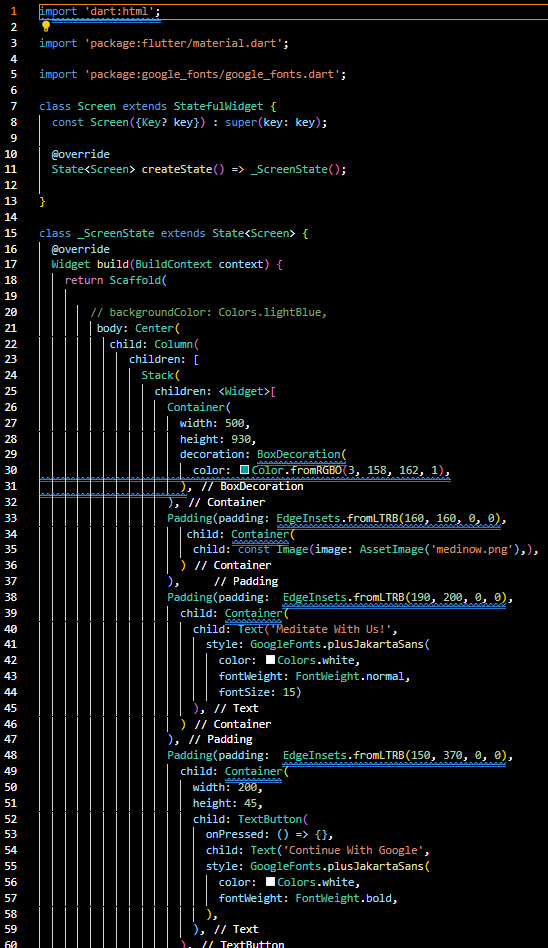 1 import 'dart:html';
2
3 import 'package:flutter/material.dart';
4
5 import 'package:google_fonts/google_fonts.dart';
6
7 class Screen extends StatefulWidget {
8 const Screen({Key? key}) : super(key: key);
9
10 @override
11 State<Screen> createState() => _ScreenState();
12
13 }
14
15 class _ScreenState extends State<Screen> {
16 @override
17 Widget build(BuildContext context) {
18 return Scaffold(
19
20 // backgroundColor: Colors.lightBlue,
21 body: Center(
22 child: Column(
23 children: [
24 Stack(
25 children: <Widget>[
26 Container(
27 width: 500,
28 height: 930,
29 decoration: BoxDecoration(
30 color: Color.fromRGBO(3, 158, 162, 1),
31 ), // BoxDecoration
32 ), // Container
33 Padding(padding: EdgeInsets.fromLTRB(160, 160, 0, 0),
34 child: Container(
35 child: const Image(image: AssetImage('medinow.png'),),
36 ) // Container
37 ), // Padding
38 Padding(padding: EdgeInsets.fromLTRB(190, 200, 0, 0),
39 child: Container(
40 child: Text('Meditate With Us!',
41 style: GoogleFonts.plusJakartaSans(
42 color: Colors.white,
43 fontWeight: FontWeight.normal,
44 fontSize: 15)
45 ), // Text
46 ) // Container
47 ), // Padding
48 Padding(padding: EdgeInsets.fromLTRB(150, 370, 0, 0),
49 child: Container(
50 width: 200,
51 height: 45,
52 child: TextButton(
53 onPressed: () => {},
54 child: Text('Continue With Google',
55 style: GoogleFonts.plusJakartaSans(
56 color: Colors.white,
57 fontWeight: FontWeight.bold,
58 ),
59 ), // Text
60 ), // TextButton